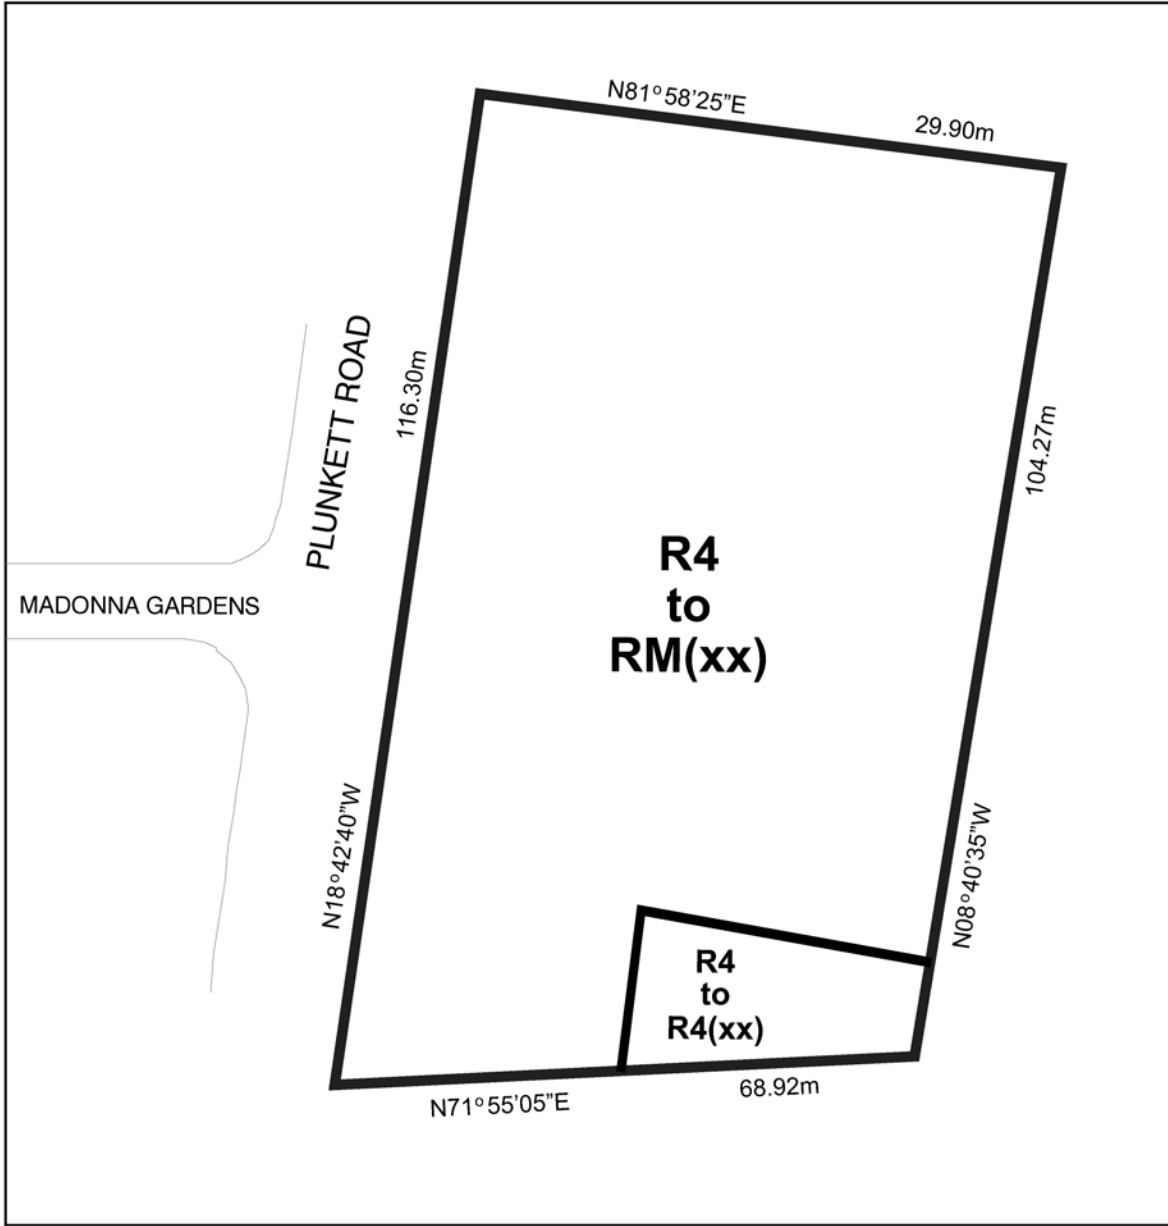 N81°58'25"E
29.90m
116.30m
PLUNKETT ROAD
104.27m
R4
to
RM(xx)
MADONNA GARDENS
N18°42'40"W
N08°40'35"W
R4
to
R4(xx)
68.92m
N71°55'05"E